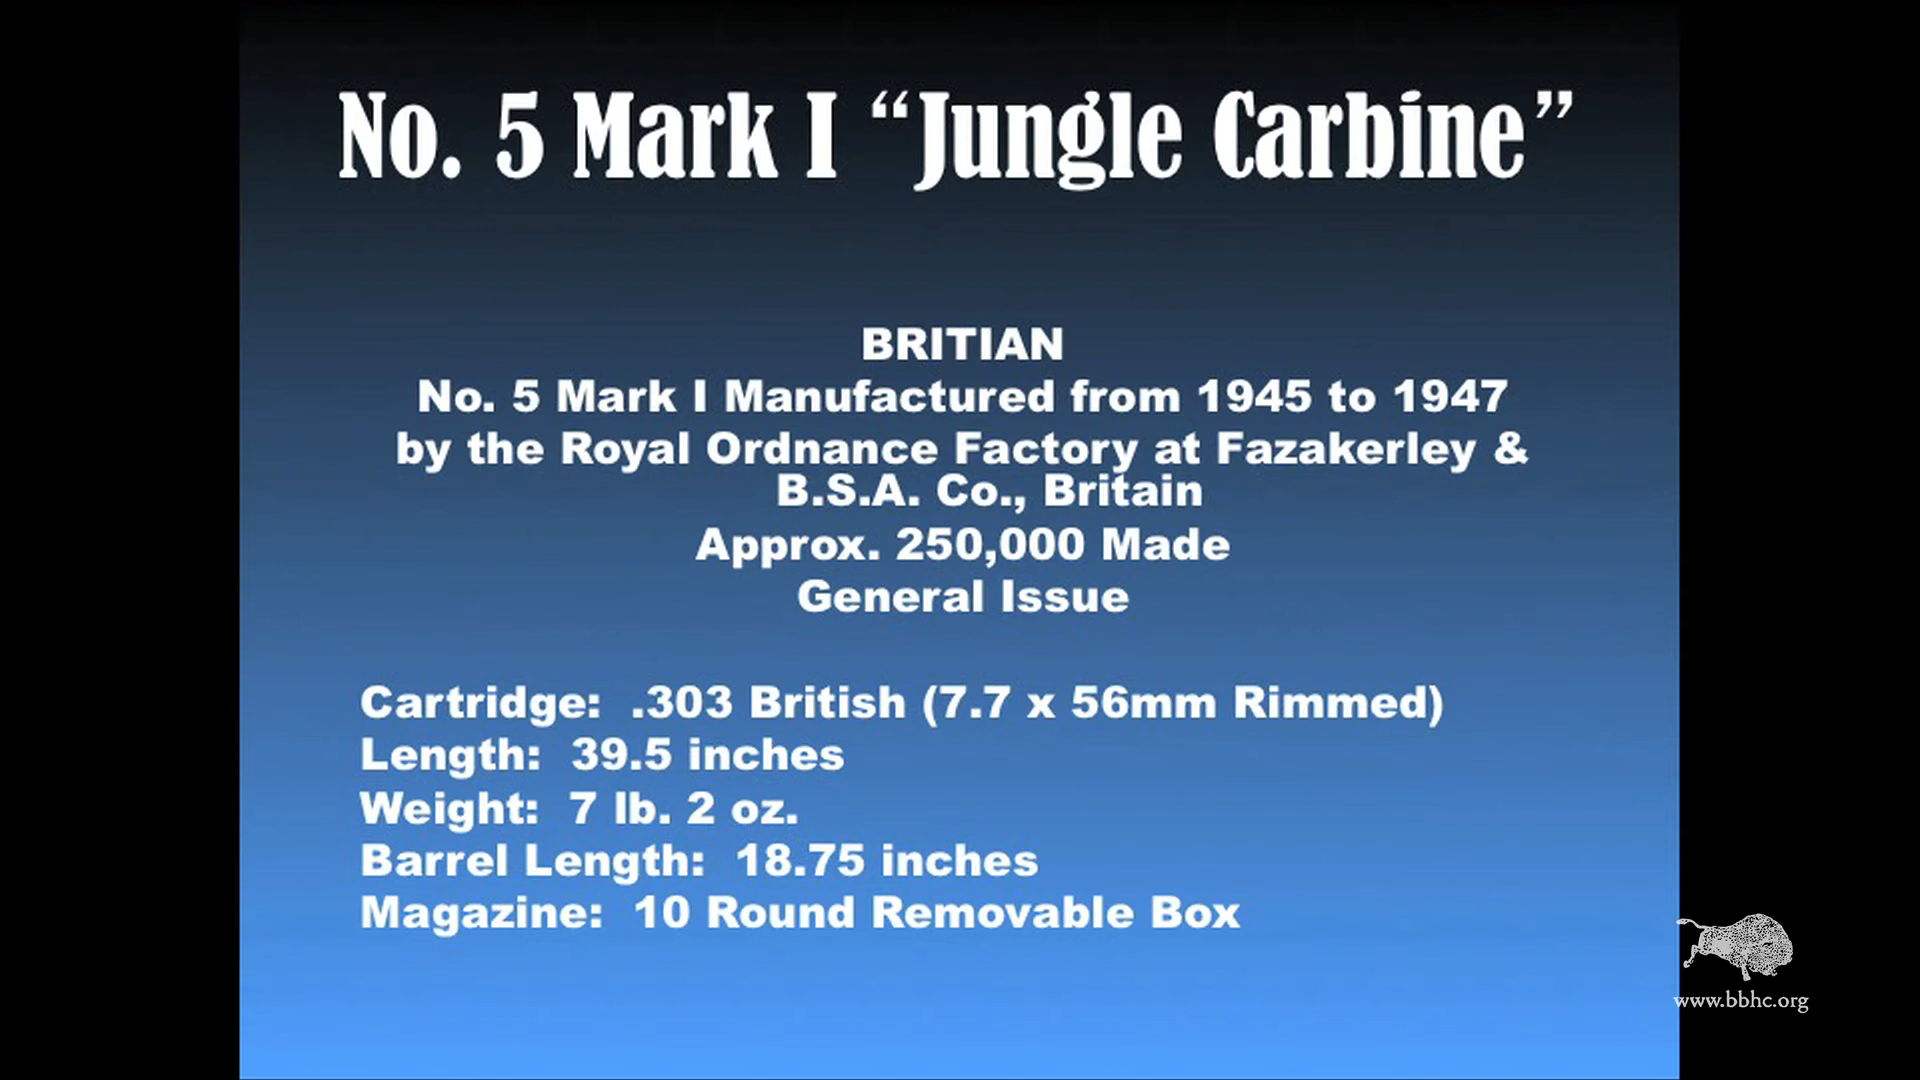 No. 5 Mark I “Jungle Carbine”
BRITIAN
No. 5 Mark I Manufactured from 1945 to 1947
by the Royal Ordnance Factory at Fazakerley &
B.S.A. Co., Britain
Approx. 250,000 Made
General Issue
Cartridge: .303 British (7.7 x 56mm Rimmed)
Length: 39.5 inches
Weight: 7 lb. 2 oz.
Barrel Length: 18.75 inches
Magazine: 10 Round Removable Box
www.bbhc.org